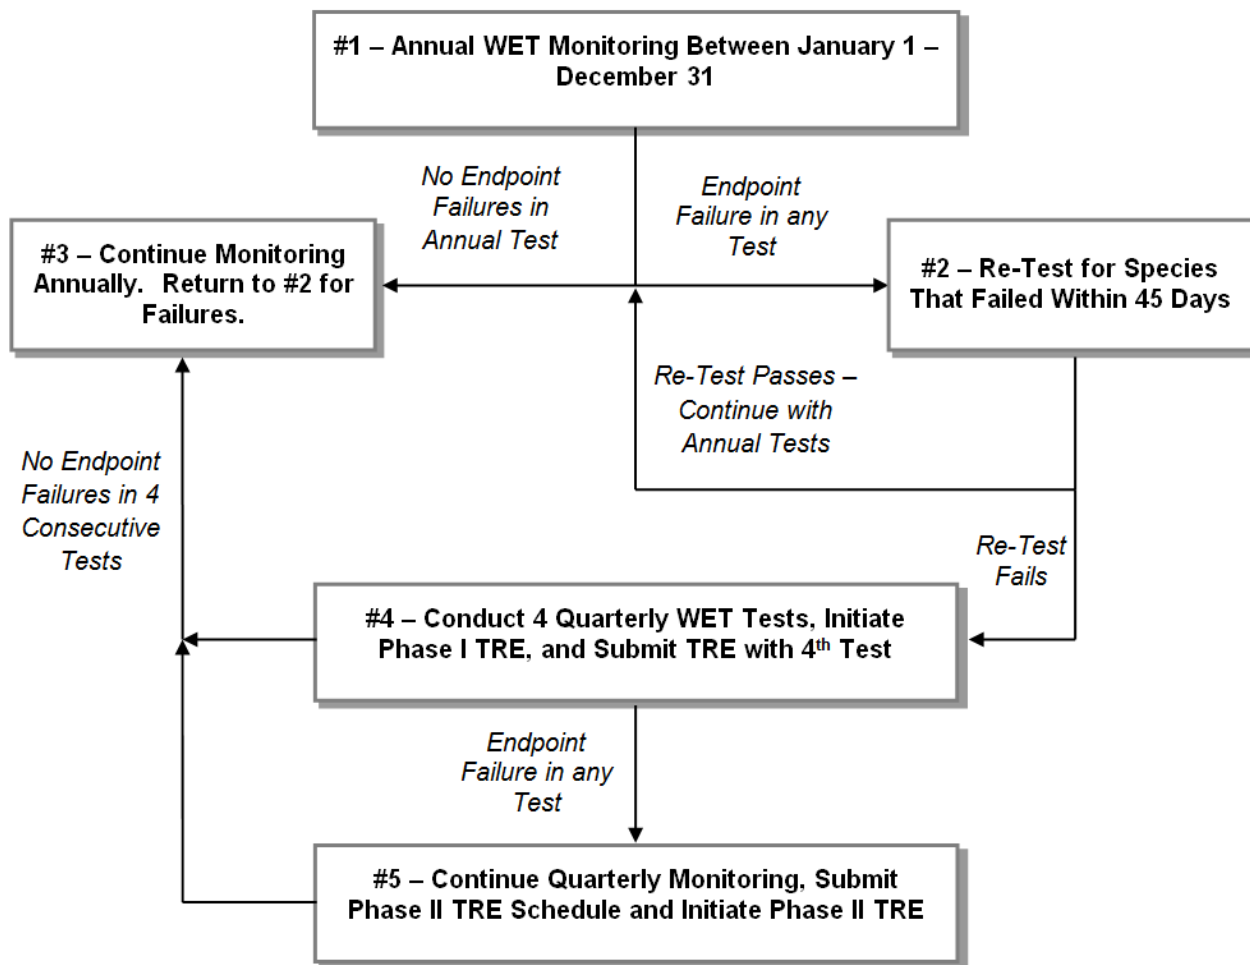 #1 – Annual WET Monitoring Between January 1 –
December 31
No Endpoint
Failures in
Annual Test
Endpoint
Failure in any
Test
#3 – Continue Monitoring
Annually.  Return to #2 for
Failures.
#2 – Re-Test for Species
That Failed Within 45 Days
Re-Test Passes –
Continue with
Annual Tests
No Endpoint
Failures in 4
Consecutive
Tests
Re-Test
Fails
#4 – Conduct 4 Quarterly WET Tests, Initiate
Phase I TRE, and Submit TRE with 4th Test
Endpoint
Failure in any
Test
#5 – Continue Quarterly Monitoring, Submit
Phase II TRE Schedule and Initiate Phase II TRE